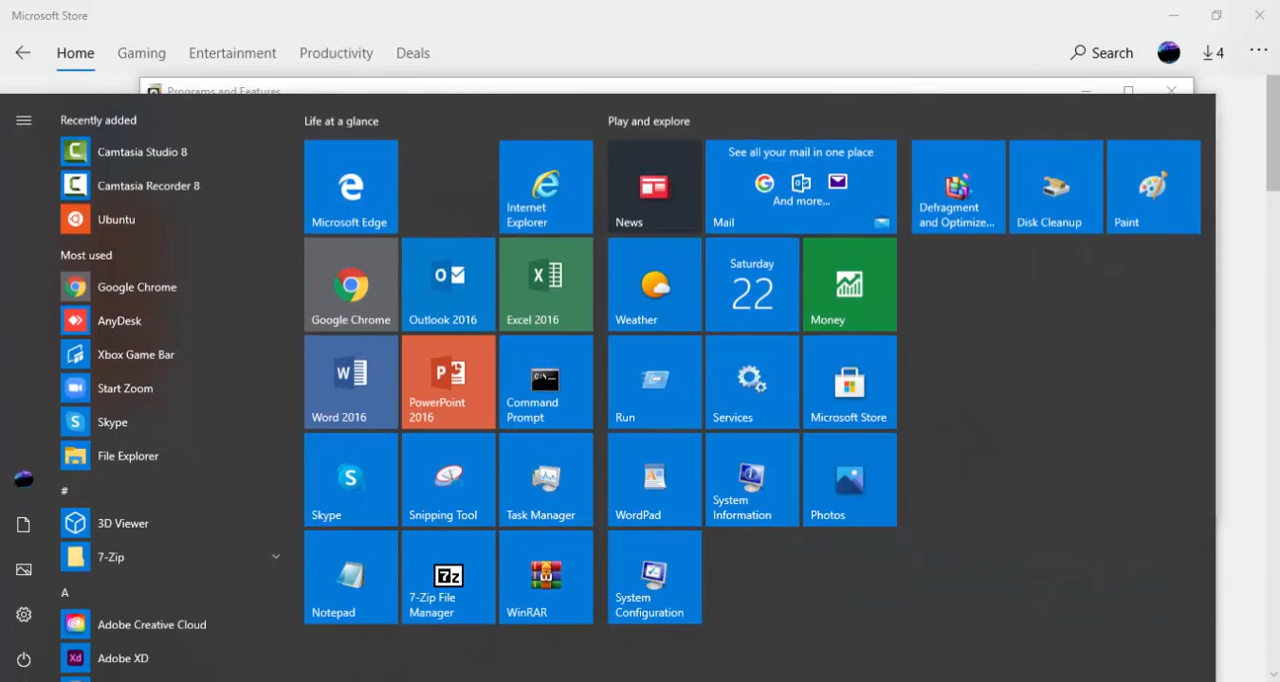 Microsoft Store
Home Gaming Entertainment Productivity Deals Search 4
Programs and Features
Recently added
Camtasia Studio 8
Camtasia Recorder 8
Ubuntu
Most used
Google Chrome
AnyDesk
Xbox Game Bar
Start Zoom
Skype
File Explorer
#
3D Viewer
7-Zip
A
Adobe Creative Cloud
Xd Adobe XD
Life at a glance
Microsoft Edge
Internet
Explorer
Google Chrome
Outlook 2016
Excel 2016
Word 2016
PowerPoint
2016
Command
Prompt
Skype
Snipping Tool
Task Manager
Notepad
7z
7-Zip File
Manager
WinRAR
Play and explore
News
See all your mail in one place
And more...
Mail
Weather
Saturday
22
Money
Run
Services
Microsoft Store
WordPad
System
Information
Photos
System
Configuration
Defragment
and Optimize...
Disk Cleanup
Paint